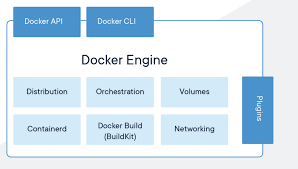 Docker API
Docker CLI
Docker Engine
Distribution
Orchestration
Volumes
Plugins
Containerd
Docker Build
(BuildKit)
Networking